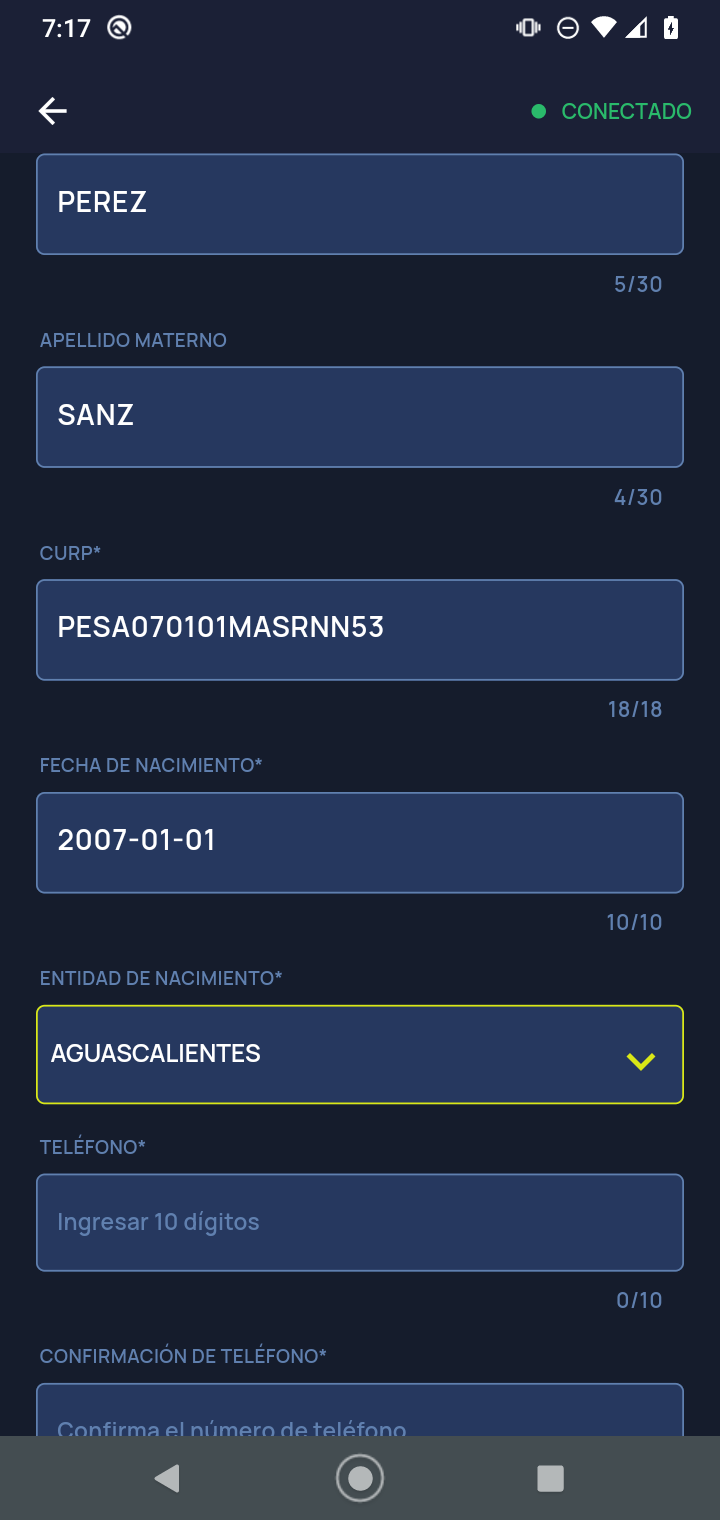 7:17
CONECTADO
PEREZ
5/30
APELLIDO MATERNO
SANZ
4/30
CURP*
PESA070101MASRNN53
18/18
FECHA DE NACIMIENTO*
2007-01-01
10/10
ENTIDAD DE NACIMIENTO*
AGUASCALIENTES
TELÉFONO*
Ingresar 10 dígitos
0/10
CONFIRMACIÓN DE TELÉFONO*
Confirma el número de teléfono